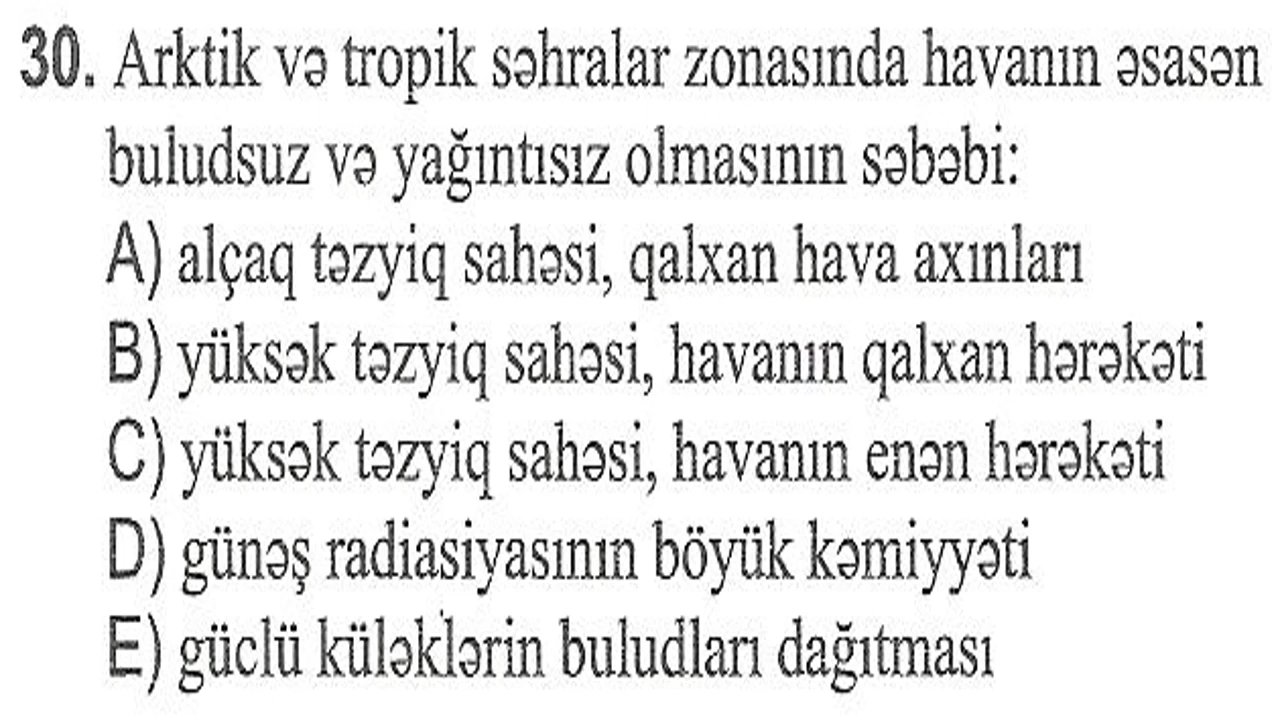 30. Arktik və tropik səhralar zonasında havanın əsasən
buludsuz və yağıntısız olmasının səbəbi:
A) alçaq təzyiq sahəsi, qalxan hava axınları
B) yüksək təzyiq sahəsi, havanın qalxan hərəkəti
C) yüksək təzyiq sahəsi, havanın enən hərəkəti
D) günəş radiasiyasının böyük kəmiyyəti
E) güclü küləklərin buludları dağıtması